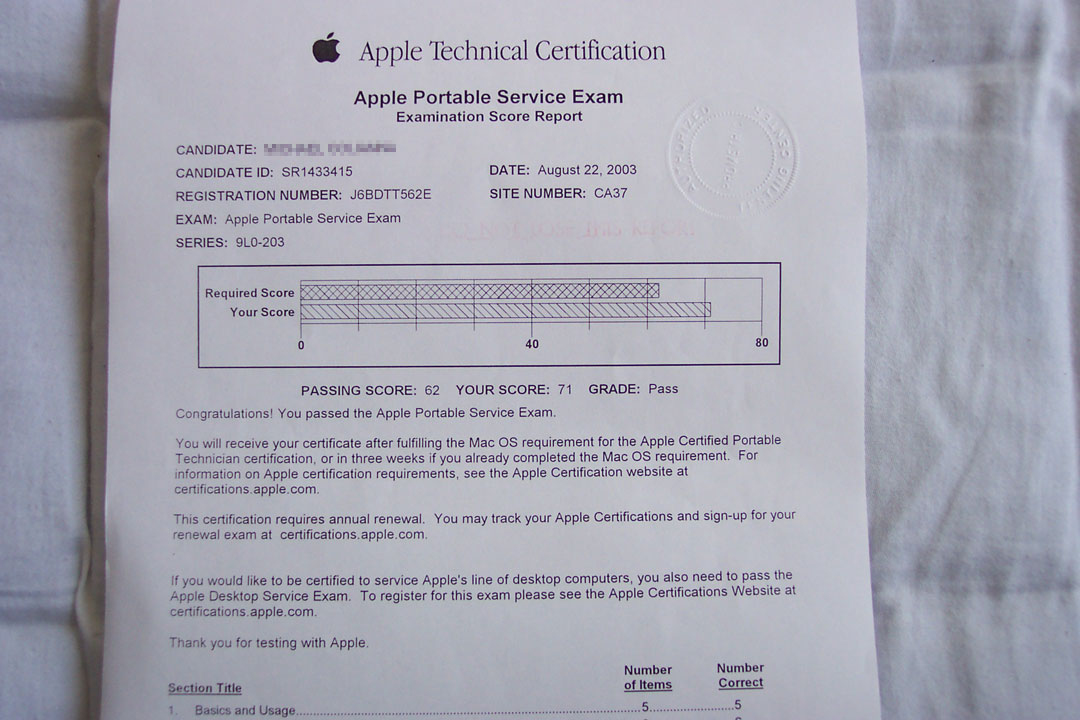 Apple Technical Certification
Apple Portable Service Exam
Examination Score Report
CANDIDATE:
CANDIDATE ID: SR1433415 DATE: August 22, 2003
REGISTRATION NUMBER: J6BDTT562E SITE NUMBER: CA37
EXAM: Apple Portable Service Exam
SERIES: 9L0-203
DO NOT LOSE THIS REPORT
Required Score
Your Score
0 40 80
PASSING SCORE: 62 YOUR SCORE: 71 GRADE: Pass
Congratulations! You passed the Apple Portable Service Exam.
You will receive your certificate after fulfilling the Mac OS requirement for the Apple Certified Portable
Technician certification, or in three weeks if you already completed the Mac OS requirement. For
information on Apple certification requirements, see the Apple Certification website at
certifications.apple.com.
This certification requires annual renewal. You may track your Apple Certifications and sign-up for your
renewal exam at certifications.apple.com.
If you would like to be certified to service Apple's line of desktop computers, you also need to pass the
Apple Desktop Service Exam. To register for this exam please see the Apple Certifications Website at
certifications.apple.com.
Thank you for testing with Apple.
Number Number
Section Title of Items Correct
1. Basics and Usage 5 5